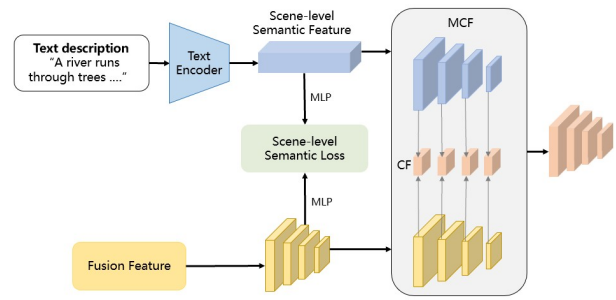 Text description
“A river runs
through trees ....”
Text
Encoder
Scene-level
Semantic Feature
MLP
Scene-level
Semantic Loss
MLP
Fusion Feature
MCF
CF